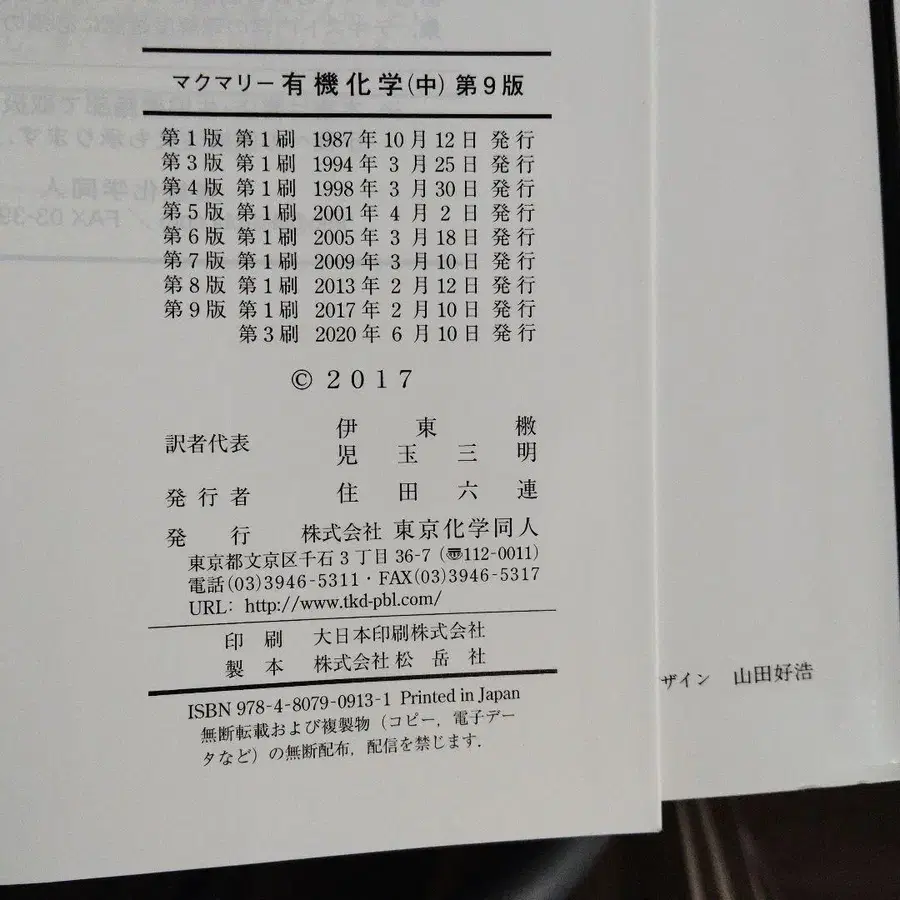 マクマリー 有機化学(中) 第9版
第1版 第1刷 1987年10月12日 発行
第3版 第1刷 1994年 3月25日 発行
第4版 第1刷 1998年 3月30日 発行
第5版 第1刷 2001年 4月 2日 発行
第6版 第1刷 2005年 3月18日 発行
第7版 第1刷 2009年 3月10日 発行
第8版 第1刷 2013年 2月12日 発行
第9版 第1刷 2017年 2月10日 発行
第3刷 2020年 6月10日 発行
© 2017
訳者代表 伊東 椒
児玉三明
発行者 住田六連
発行 株式会社 東京化学同人
東京都文京区千石3丁目36-7(〠112-0011)
電話(03)3946-5311・FAX(03)3946-5317
URL: http://www.tkd-pbl.com/
印刷 大日本印刷株式会社
製本 株式会社 松岳社
ISBN 978-4-8079-0913-1 Printed in Japan
無断転載および複製物(コピー,電子デー
タなど)の無断配布,配信を禁じます.
ザイン 山田好浩